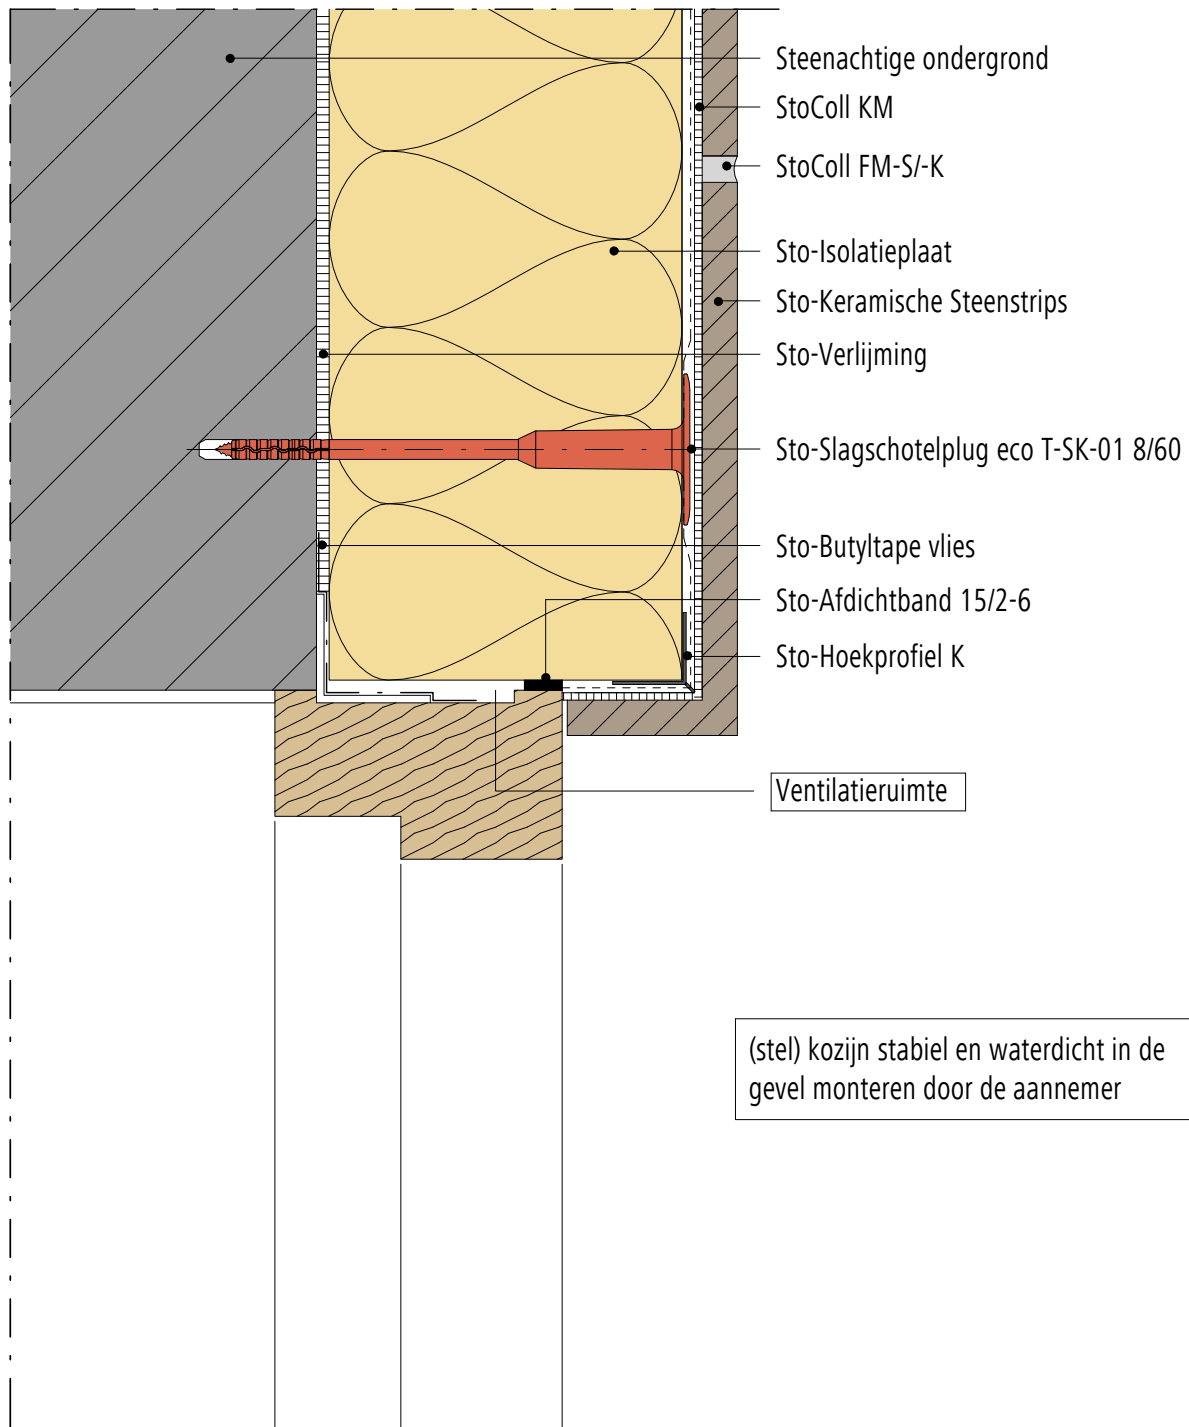 Steenachtige ondergrond
StoColl KM
StoColl FM-S/-K
Sto-Isolatieplaat
Sto-Keramische Steenstrips
Sto-Verlijming
Sto-Slagschotelplug eco T-SK-01 8/60
Sto-Butyltape vlies
Sto-Afdichtband 15/2-6
Sto-Hoekprofiel K
Ventilatieruimte
(stel) kozijn stabiel en waterdicht in de
gevel monteren door de aannemer